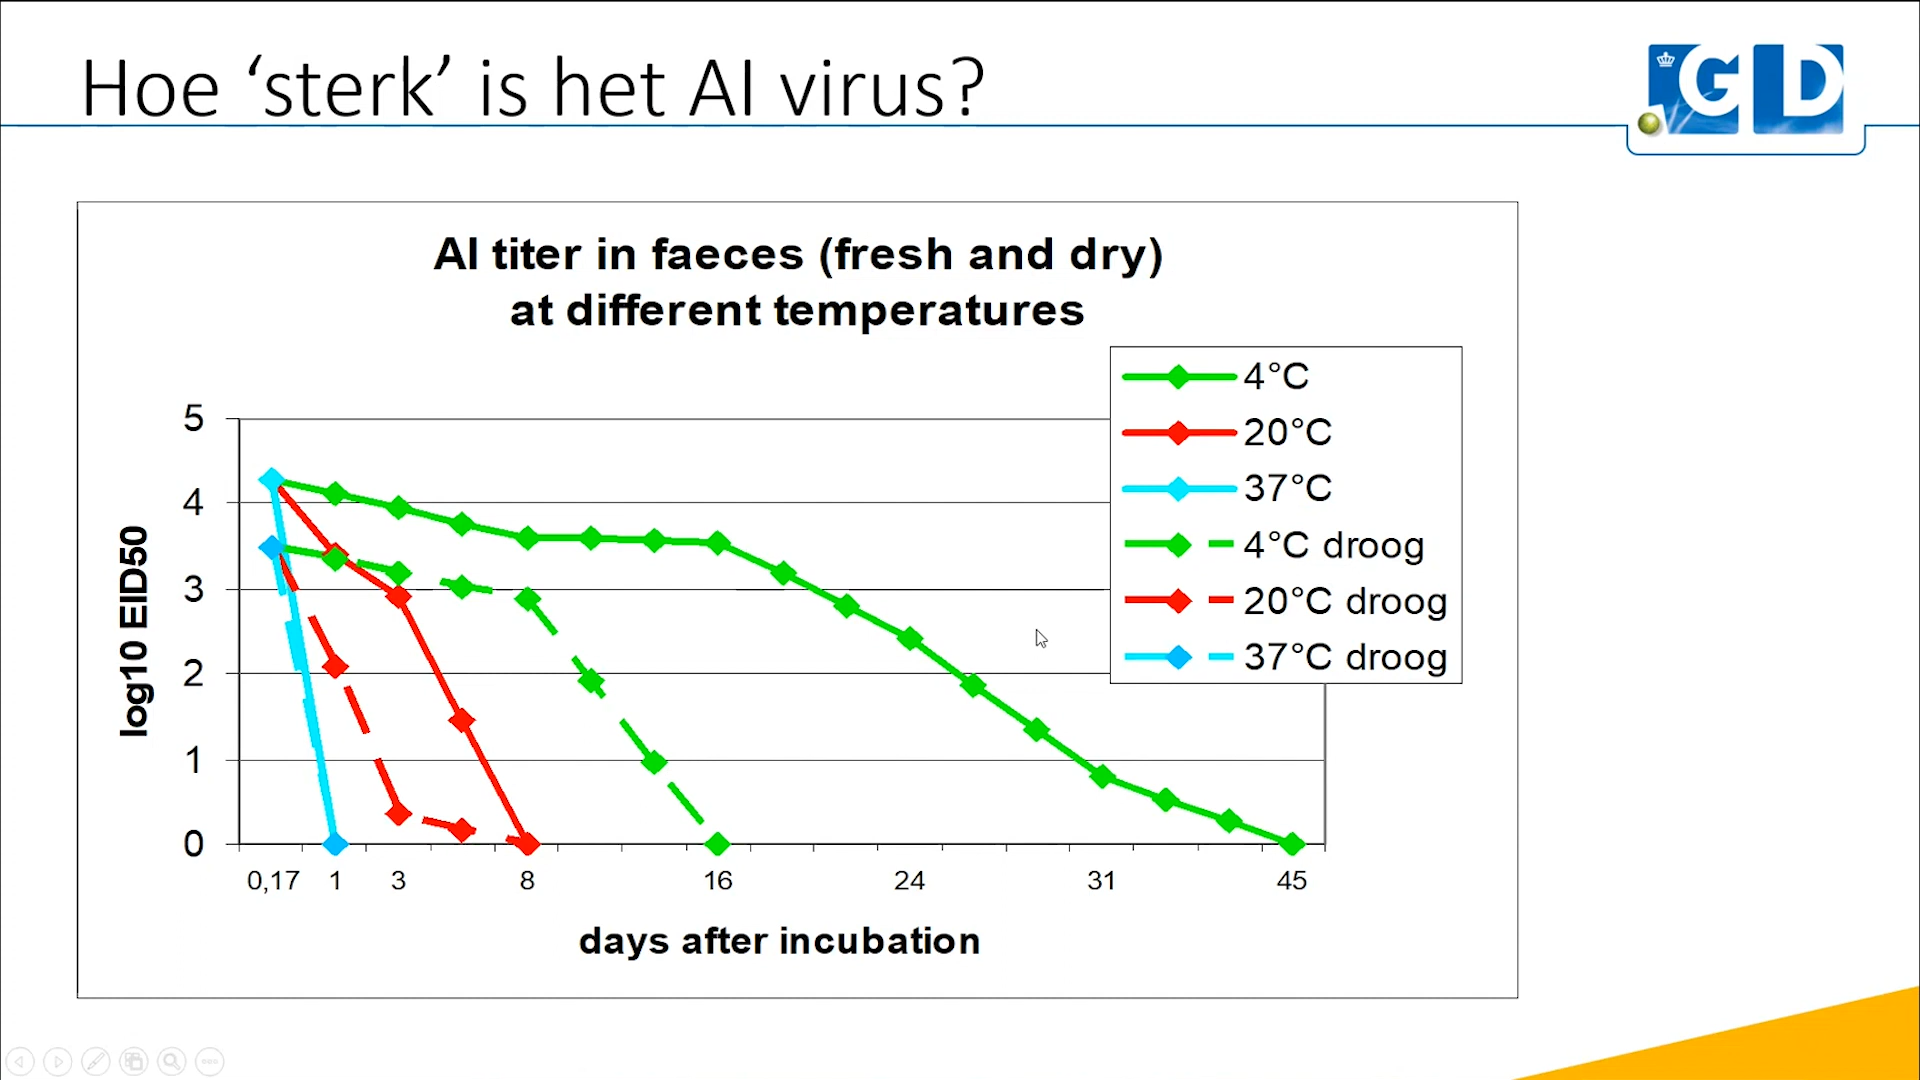 Hoe ‘sterk’ is het AI virus?
GD
AI titer in faeces (fresh and dry)
at different temperatures
4°C
20°C
37°C
4°C droog
20°C droog
37°C droog
log10 EID50
5
4
3
2
1
0
0,17 1 3 8 16 24 31 45
days after incubation